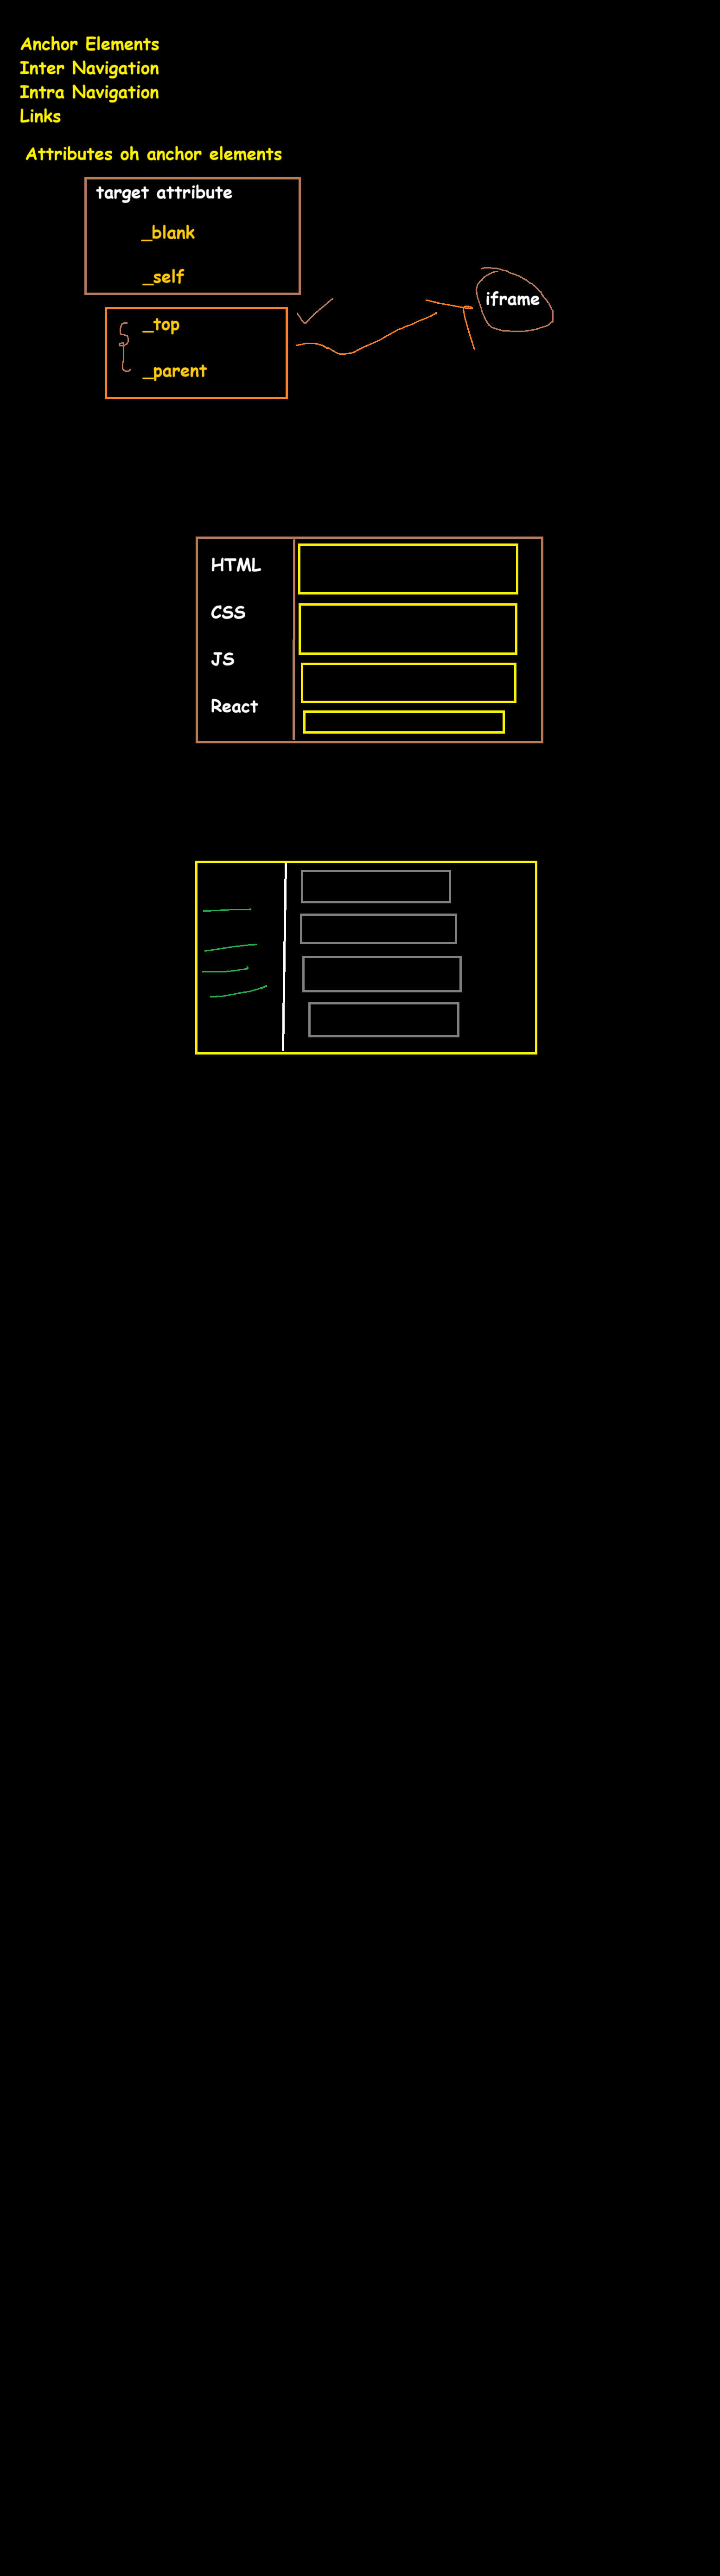 Anchor Elements
Inter Navigation
Intra Navigation
Links
Attributes oh anchor elements
target attribute
_blank
_self
_top
_parent
iframe
HTML
CSS
JS
React